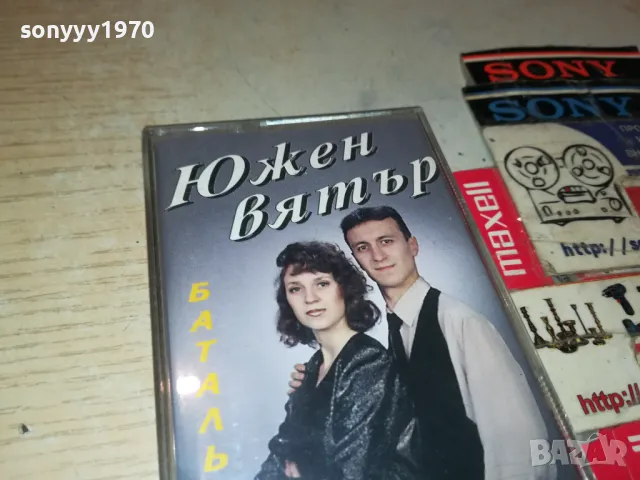 sonyyy1970
Южен
вятър
БАТАЛЬ
SONY
SONY
maxell
http://s
http://
BAZAR